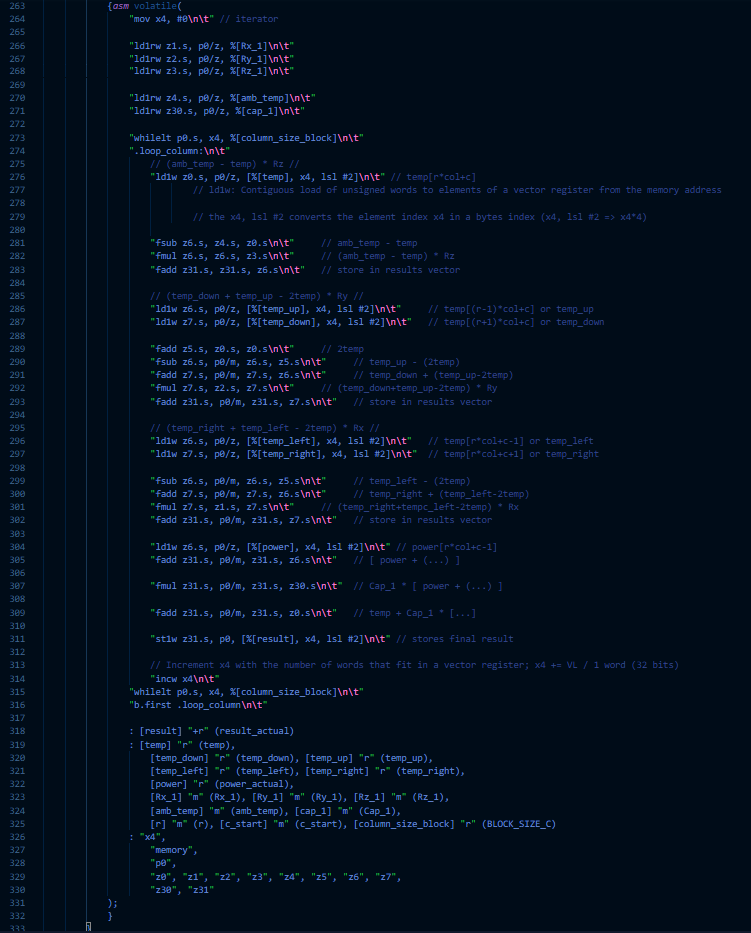 263 {asm volatile(
264 "mov x4, #0\n\t" // iterator
265
266 "ld1rw z1.s, p0/z, %[Rx_1]\n\t"
267 "ld1rw z2.s, p0/z, %[Ry_1]\n\t"
268 "ld1rw z3.s, p0/z, %[Rz_1]\n\t"
269
270 "ld1rw z4.s, p0/z, %[amb_temp]\n\t"
271 "ld1rw z30.s, p0/z, %[cap_1]\n\t"
272
273 "whilelt p0.s, x4, %[column_size_block]\n\t"
274 ".loop_column:\n\t"
275 // (amb_temp - temp) * Rz //
276 "ld1w z0.s, p0/z, [%[temp], x4, lsl #2]\n\t" // temp[r*col+c]
277 // ld1w: Contiguous load of unsigned words to elements of a vector register from the memory address
278
279 // the x4, lsl #2 converts the element index x4 in a bytes index (x4, lsl #2 => x4*4)
280
281 "fsub z6.s, z4.s, z0.s\n\t" // amb_temp - temp
282 "fmul z6.s, z6.s, z3.s\n\t" // (amb_temp - temp) * Rz
283 "fadd z31.s, z31.s, z6.s\n\t" // store in results vector
284
285 // (temp_down + temp_up - 2temp) * Ry //
286 "ld1w z6.s, p0/z, [%[temp_up], x4, lsl #2]\n\t" // temp[(r-1)*col+c] or temp_up
287 "ld1w z7.s, p0/z, [%[temp_down], x4, lsl #2]\n\t" // temp[(r+1)*col+c] or temp_down
288
289 "fadd z5.s, z0.s, z0.s\n\t" // 2temp
290 "fsub z6.s, p0/m, z6.s, z5.s\n\t" // temp_up - (2temp)
291 "fadd z7.s, p0/m, z7.s, z6.s\n\t" // temp_down + (temp_up-2temp)
292 "fmul z7.s, z2.s, z7.s\n\t" // (temp_down+temp_up-2temp) * Ry
293 "fadd z31.s, p0/m, z31.s, z7.s\n\t" // store in results vector
294
295 // (temp_right + temp_left - 2temp) * Rx //
296 "ld1w z6.s, p0/z, [%[temp_left], x4, lsl #2]\n\t" // temp[r*col+c-1] or temp_left
297 "ld1w z7.s, p0/z, [%[temp_right], x4, lsl #2]\n\t" // temp[r*col+c+1] or temp_right
298
299 "fsub z6.s, p0/m, z6.s, z5.s\n\t" // temp_left - (2temp)
300 "fadd z7.s, p0/m, z7.s, z6.s\n\t" // temp_right + (temp_left-2temp)
301 "fmul z7.s, z1.s, z7.s\n\t" // (temp_right+tempc_left-2temp) * Rx
302 "fadd z31.s, p0/m, z31.s, z7.s\n\t" // store in results vector
303
304 "ld1w z6.s, p0/z, [%[power], x4, lsl #2]\n\t" // power[r*col+c-1]
305 "fadd z31.s, p0/m, z31.s, z6.s\n\t" // [ power + (...) ]
306
307 "fmul z31.s, p0/m, z31.s, z30.s\n\t" // Cap_1 * [ power + (...) ]
308
309 "fadd z31.s, p0/m, z31.s, z0.s\n\t" // temp + Cap_1 * [...]
310
311 "st1w z31.s, p0, [%[result], x4, lsl #2]\n\t" // stores final result
312
313 // Increment x4 with the number of words that fit in a vector register; x4 += VL / 1 word (32 bits)
314 "incw x4\n\t"
315 "whilelt p0.s, x4, %[column_size_block]\n\t"
316 "b.first .loop_column\n\t"
317
318 : [result] "+r" (result_actual)
319 : [temp] "r" (temp),
320 [temp_down] "r" (temp_down), [temp_up] "r" (temp_up),
321 [temp_left] "r" (temp_left), [temp_right] "r" (temp_right),
322 [power] "r" (power_actual),
323 [Rx_1] "m" (Rx_1), [Ry_1] "m" (Ry_1), [Rz_1] "m" (Rz_1),
324 [amb_temp] "m" (amb_temp), [cap_1] "m" (Cap_1),
325 [r] "m" (r), [c_start] "m" (c_start), [column_size_block] "r" (BLOCK_SIZE_C)
326 : "x4",
327 "memory",
328 "p0",
329 "z0", "z1", "z2", "z3", "z4", "z5", "z6", "z7",
330 "z30", "z31"
331 );
332 }
333 }